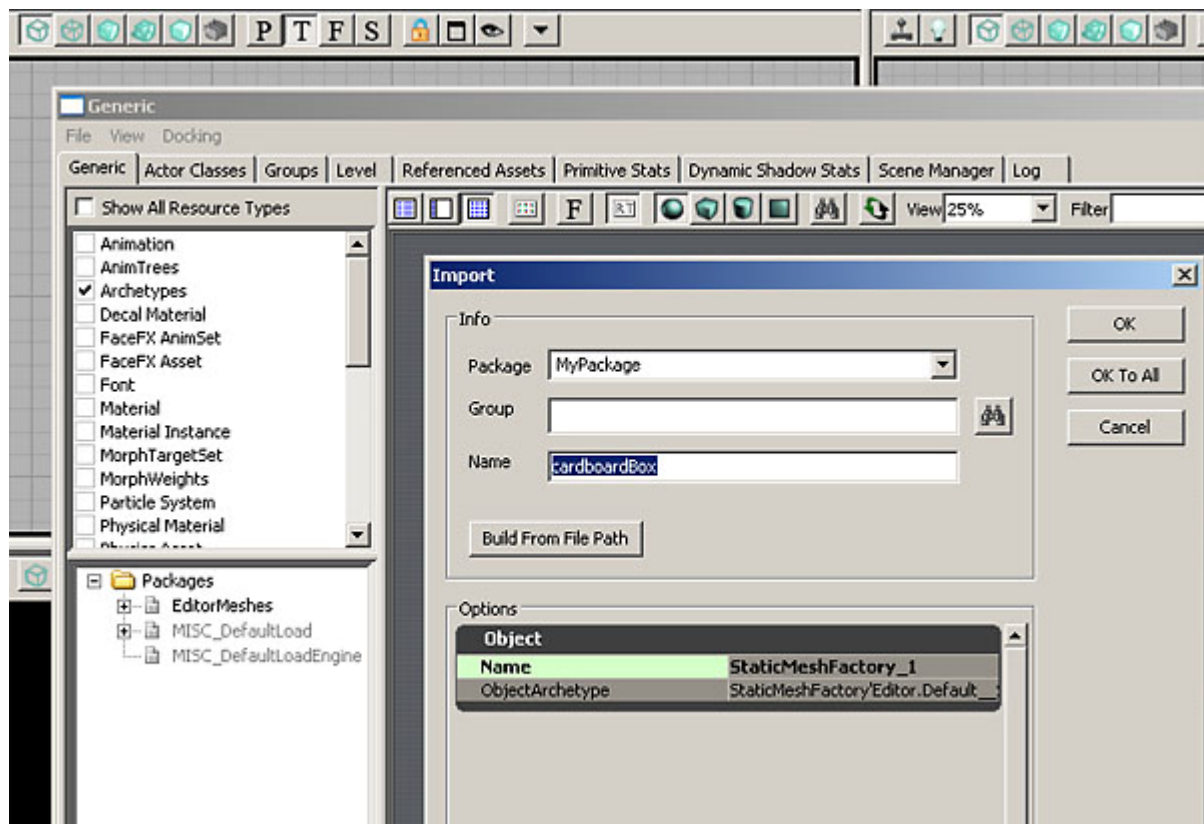 P T F S
Generic
File View Docking
Generic Actor Classes Groups Level Referenced Assets Primitive Stats Dynamic Shadow Stats Scene Manager Log
Show All Resource Types
F RT View 25% Filter
Animation
AnimTrees
Archetypes
Decal Material
FaceFX AnimSet
FaceFX Asset
Font
Material
Material Instance
MorphTargetSet
MorphWeights
Particle System
Physical Material
Packages
EditorMeshes
MISC_DefaultLoad
MISC_DefaultLoadEngine
Import
Info
Package MyPackage
Group
Name cardboardBox
Build From File Path
OK
OK To All
Cancel
Options
Object
Name StaticMeshFactory_1
ObjectArchetype StaticMeshFactory'Editor.Default__